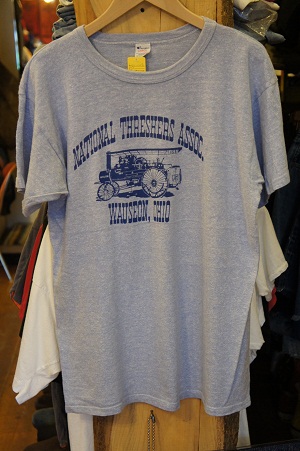 NATIONAL THRESHERS ASSOC.
WAUSEON, OHIO